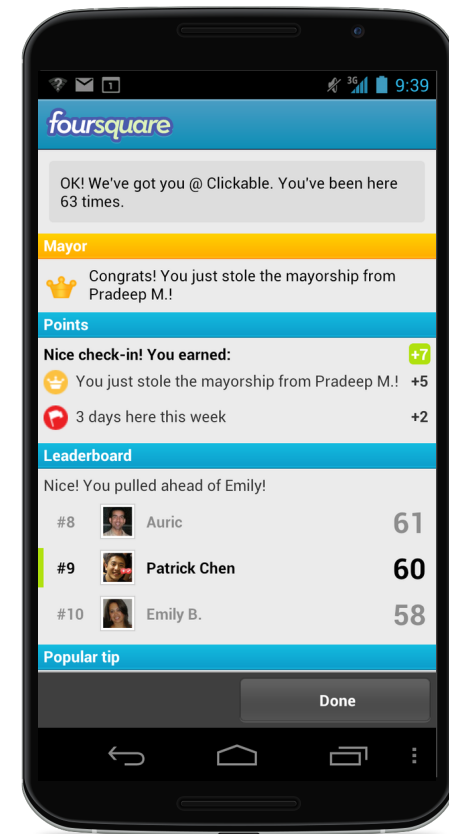 1
3G
9:39
foursquare
OK! We've got you @ Clickable. You've been here
63 times.
Mayor
Congrats! You just stole the mayorship from
Pradeep M.!
Points
Nice check-in! You earned: +7
You just stole the mayorship from Pradeep M.! +5
3 days here this week +2
Leaderboard
Nice! You pulled ahead of Emily!
#8 Auric 61
#9 Patrick Chen 60
#10 Emily B. 58
Popular tip
Done